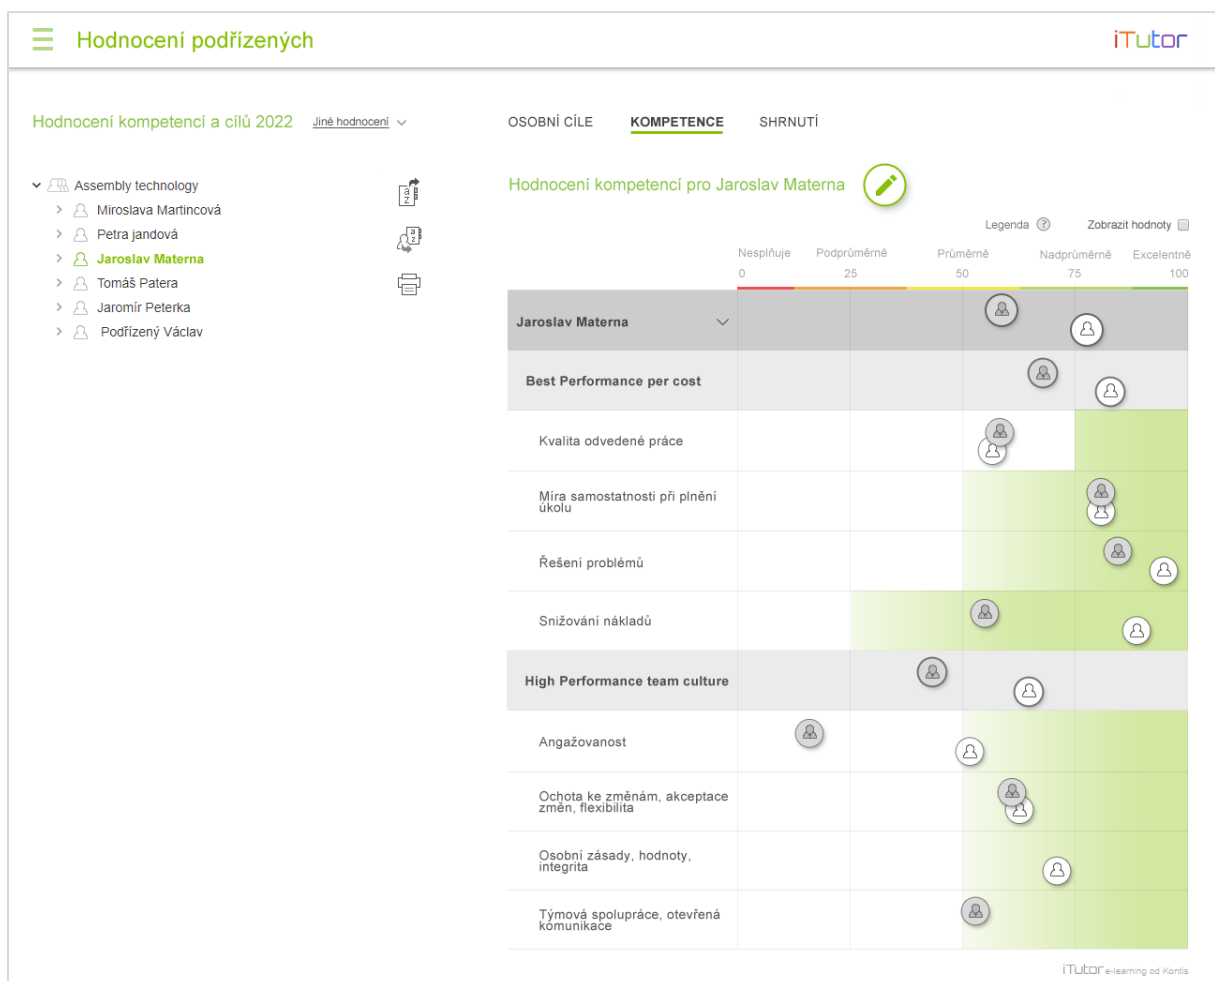 Hodnocení podřízených
iTutor
Hodnocení kompetencí a cílů 2022 Jiné hodnocení
OSOBNÍ CÍLE KOMPETENCE SHRNUTÍ
Assembly technology
Miroslava Martincová
Petra jandová
Jaroslav Materna
Tomáš Patera
Jaromír Peterka
Podřízený Václav
Hodnocení kompetencí pro Jaroslav Materna
Legenda ? Zobrazit hodnoty
Nesplňuje Podprůměrně Průměrně Nadprůměrně Excelentně
0 25 50 75 100
Jaroslav Materna
Best Performance per cost
Kvalita odvedené práce
Míra samostatnosti při plnění
úkolu
Řešení problémů
Snižování nákladů
High Performance team culture
Angažovanost
Ochota ke změnám, akceptace
změn, flexibilita
Osobní zásady, hodnoty,
integrita
Týmová spolupráce, otevřená
komunikace
iTutor e-learning od Kontis